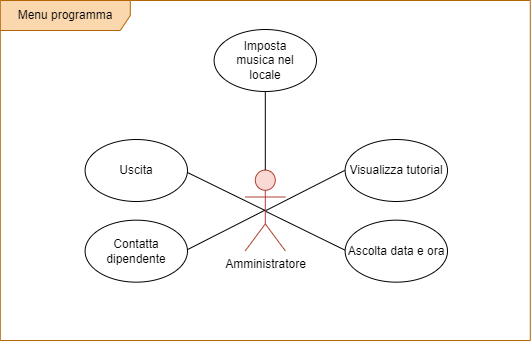 Menu programma
Imposta
musica nel
locale
Uscita
Visualizza tutorial
Contatta
dipendente
Ascolta data e ora
Amministratore